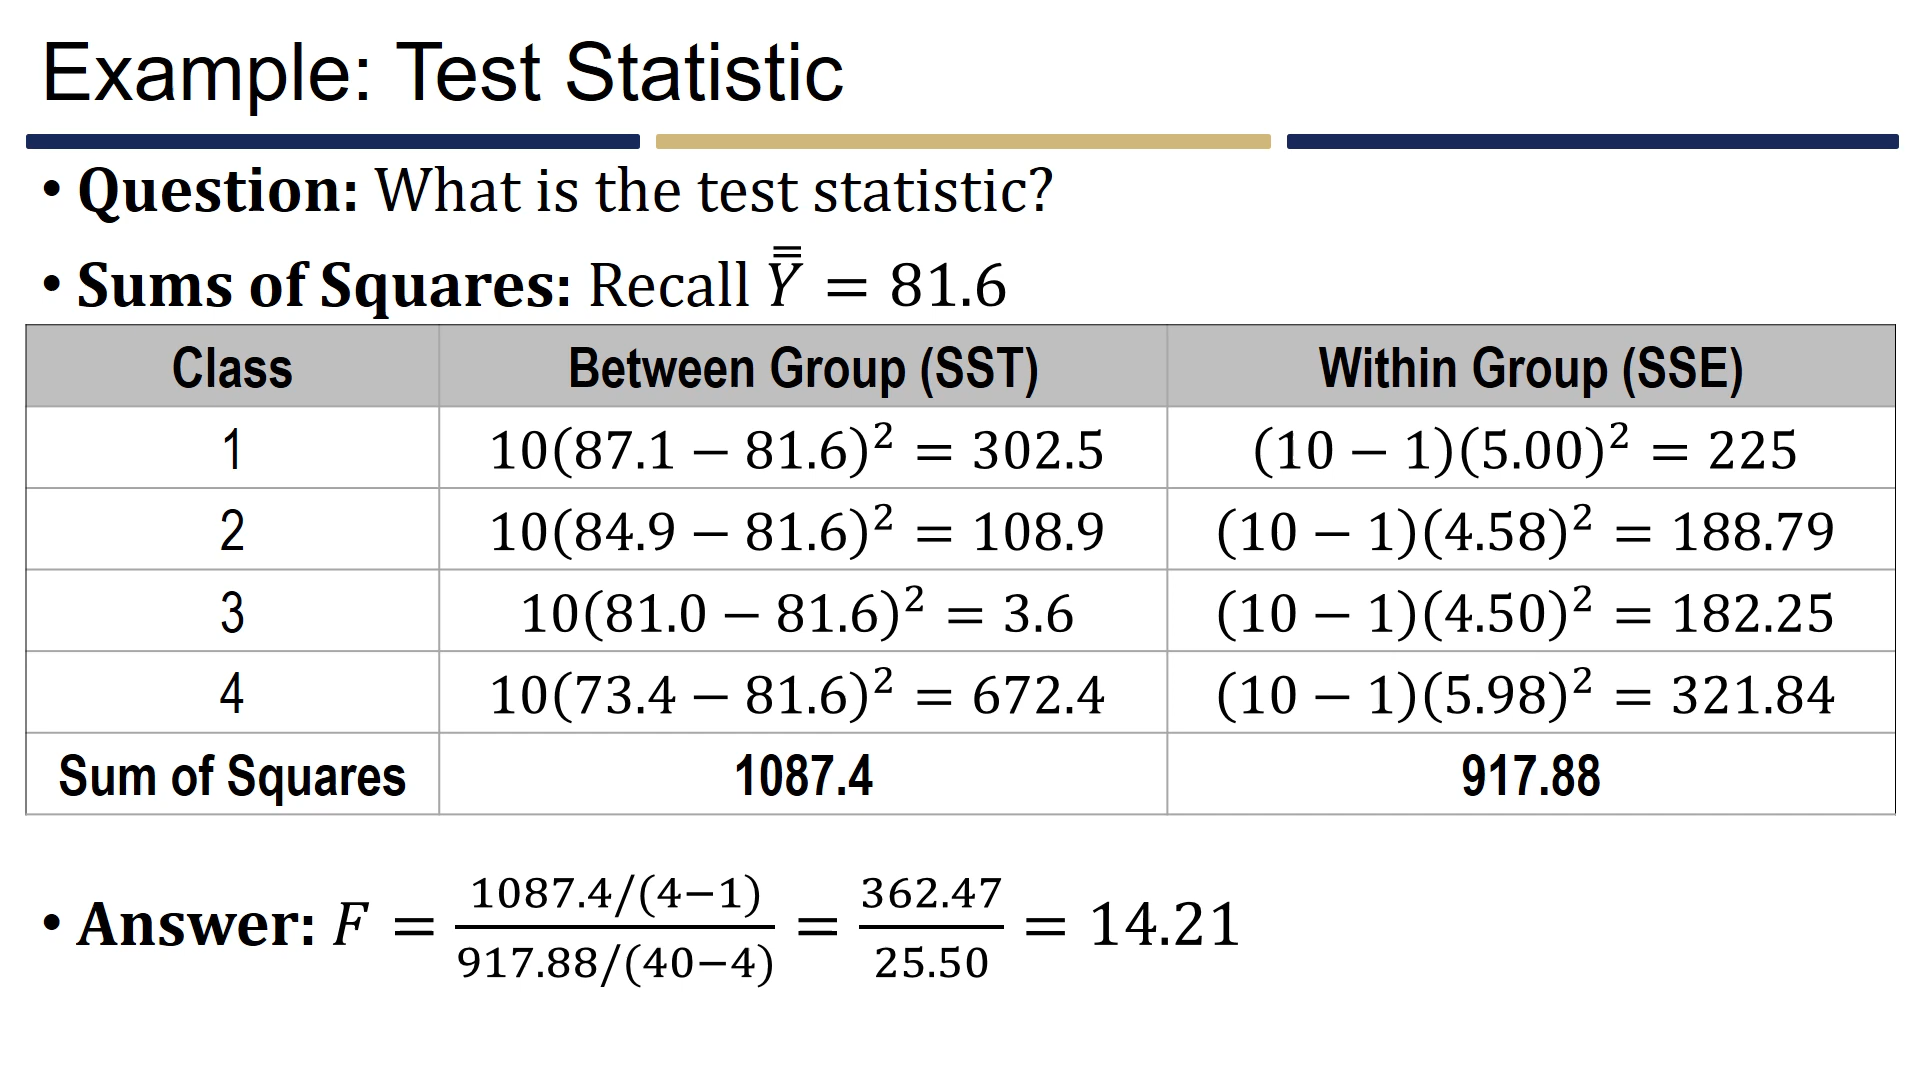 Example: Test Statistic
• Question: What is the test statistic?
• Sums of Squares: Recall Y̿ = 81.6
Class Between Group (SST) Within Group (SSE)
1 10(87.1 − 81.6)² = 302.5 (10 − 1)(5.00)² = 225
2 10(84.9 − 81.6)² = 108.9 (10 − 1)(4.58)² = 188.79
3 10(81.0 − 81.6)² = 3.6 (10 − 1)(4.50)² = 182.25
4 10(73.4 − 81.6)² = 672.4 (10 − 1)(5.98)² = 321.84
Sum of Squares 1087.4 917.88
• Answer: F = 1087.4/(4−1) / 917.88/(40−4) = 362.47 / 25.50 = 14.21